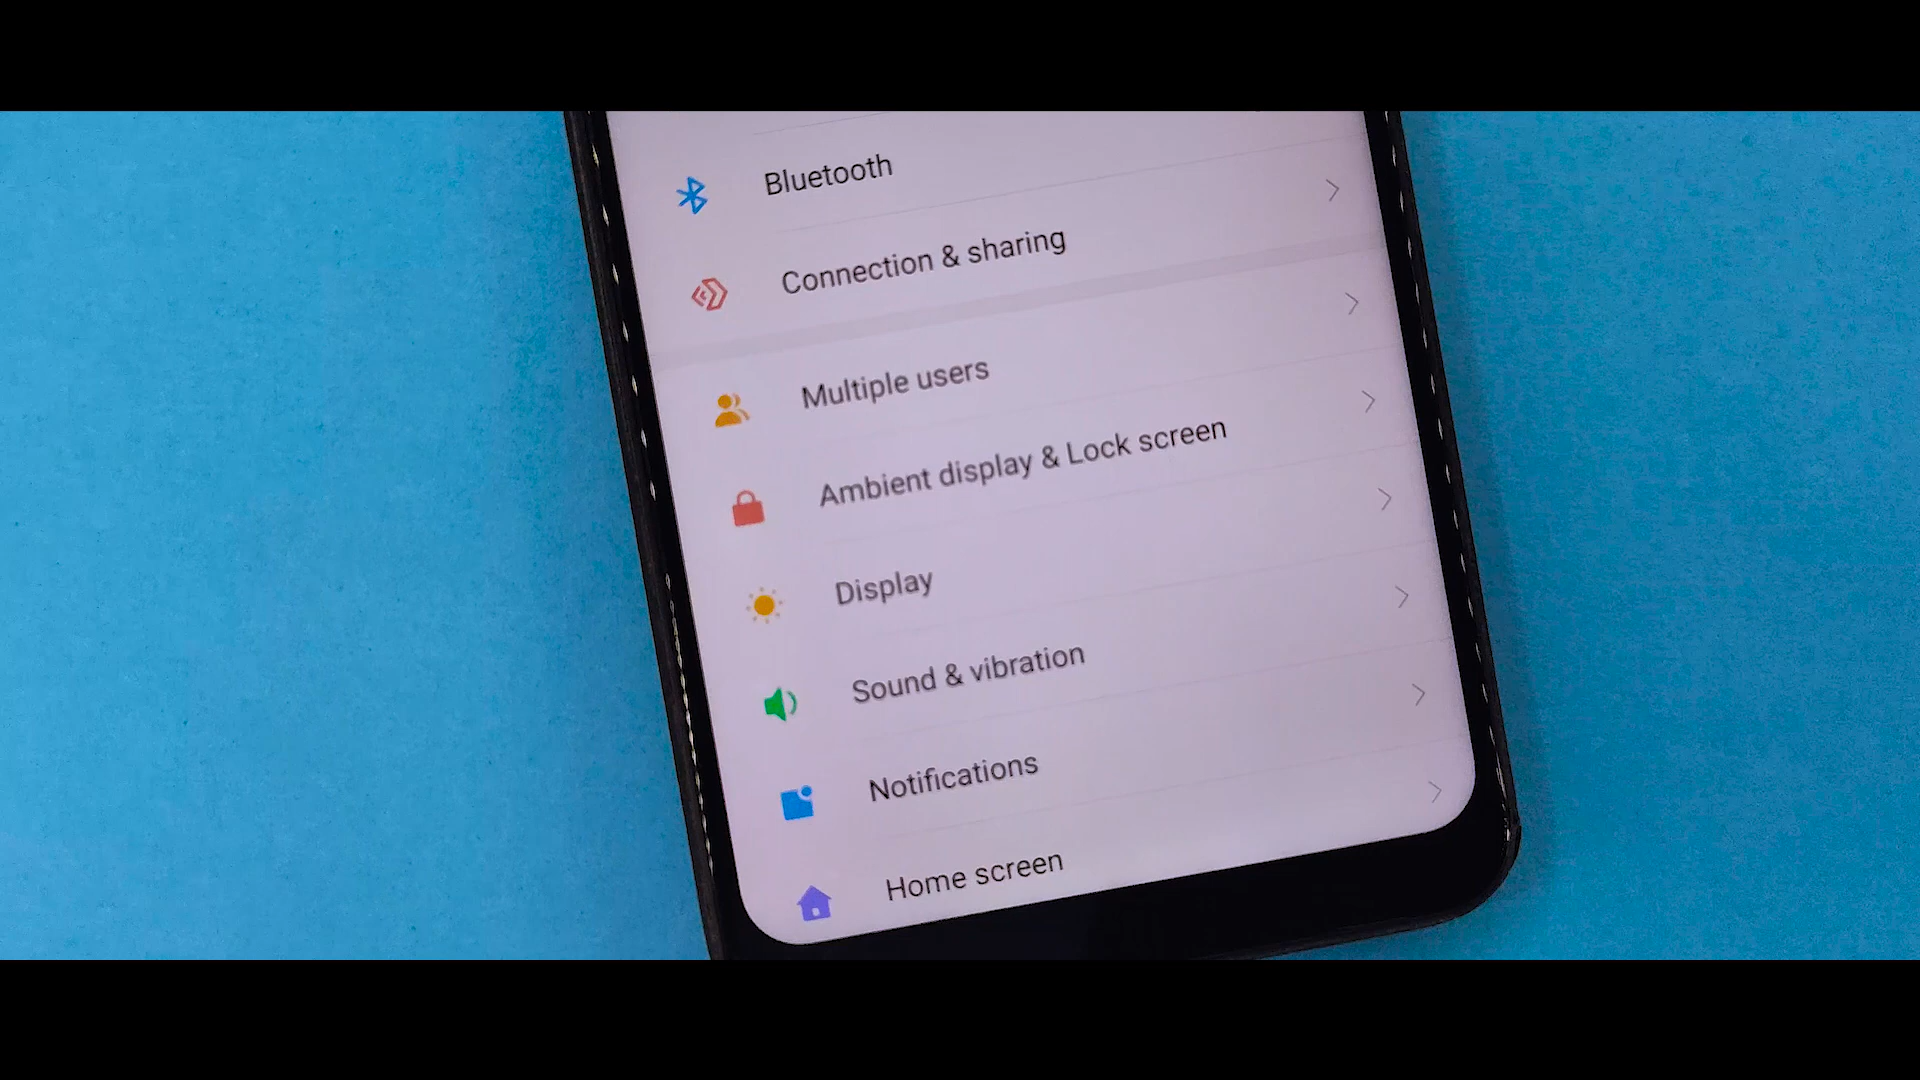 Bluetooth
Connection & sharing
Multiple users
Ambient display & Lock screen
Display
Sound & vibration
Notifications
Home screen